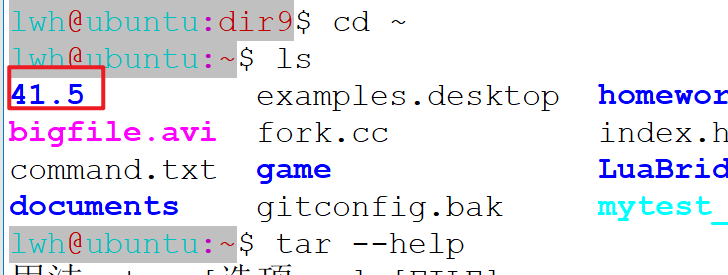 lwh@ubuntu:dir9$ cd ~
lwh@ubuntu:~$ ls
41.5 examples.desktop homewor
bigfile.avi fork.cc index.h
command.txt game LuaBrid
documents gitconfig.bak mytest_
lwh@ubuntu:~$ tar --help